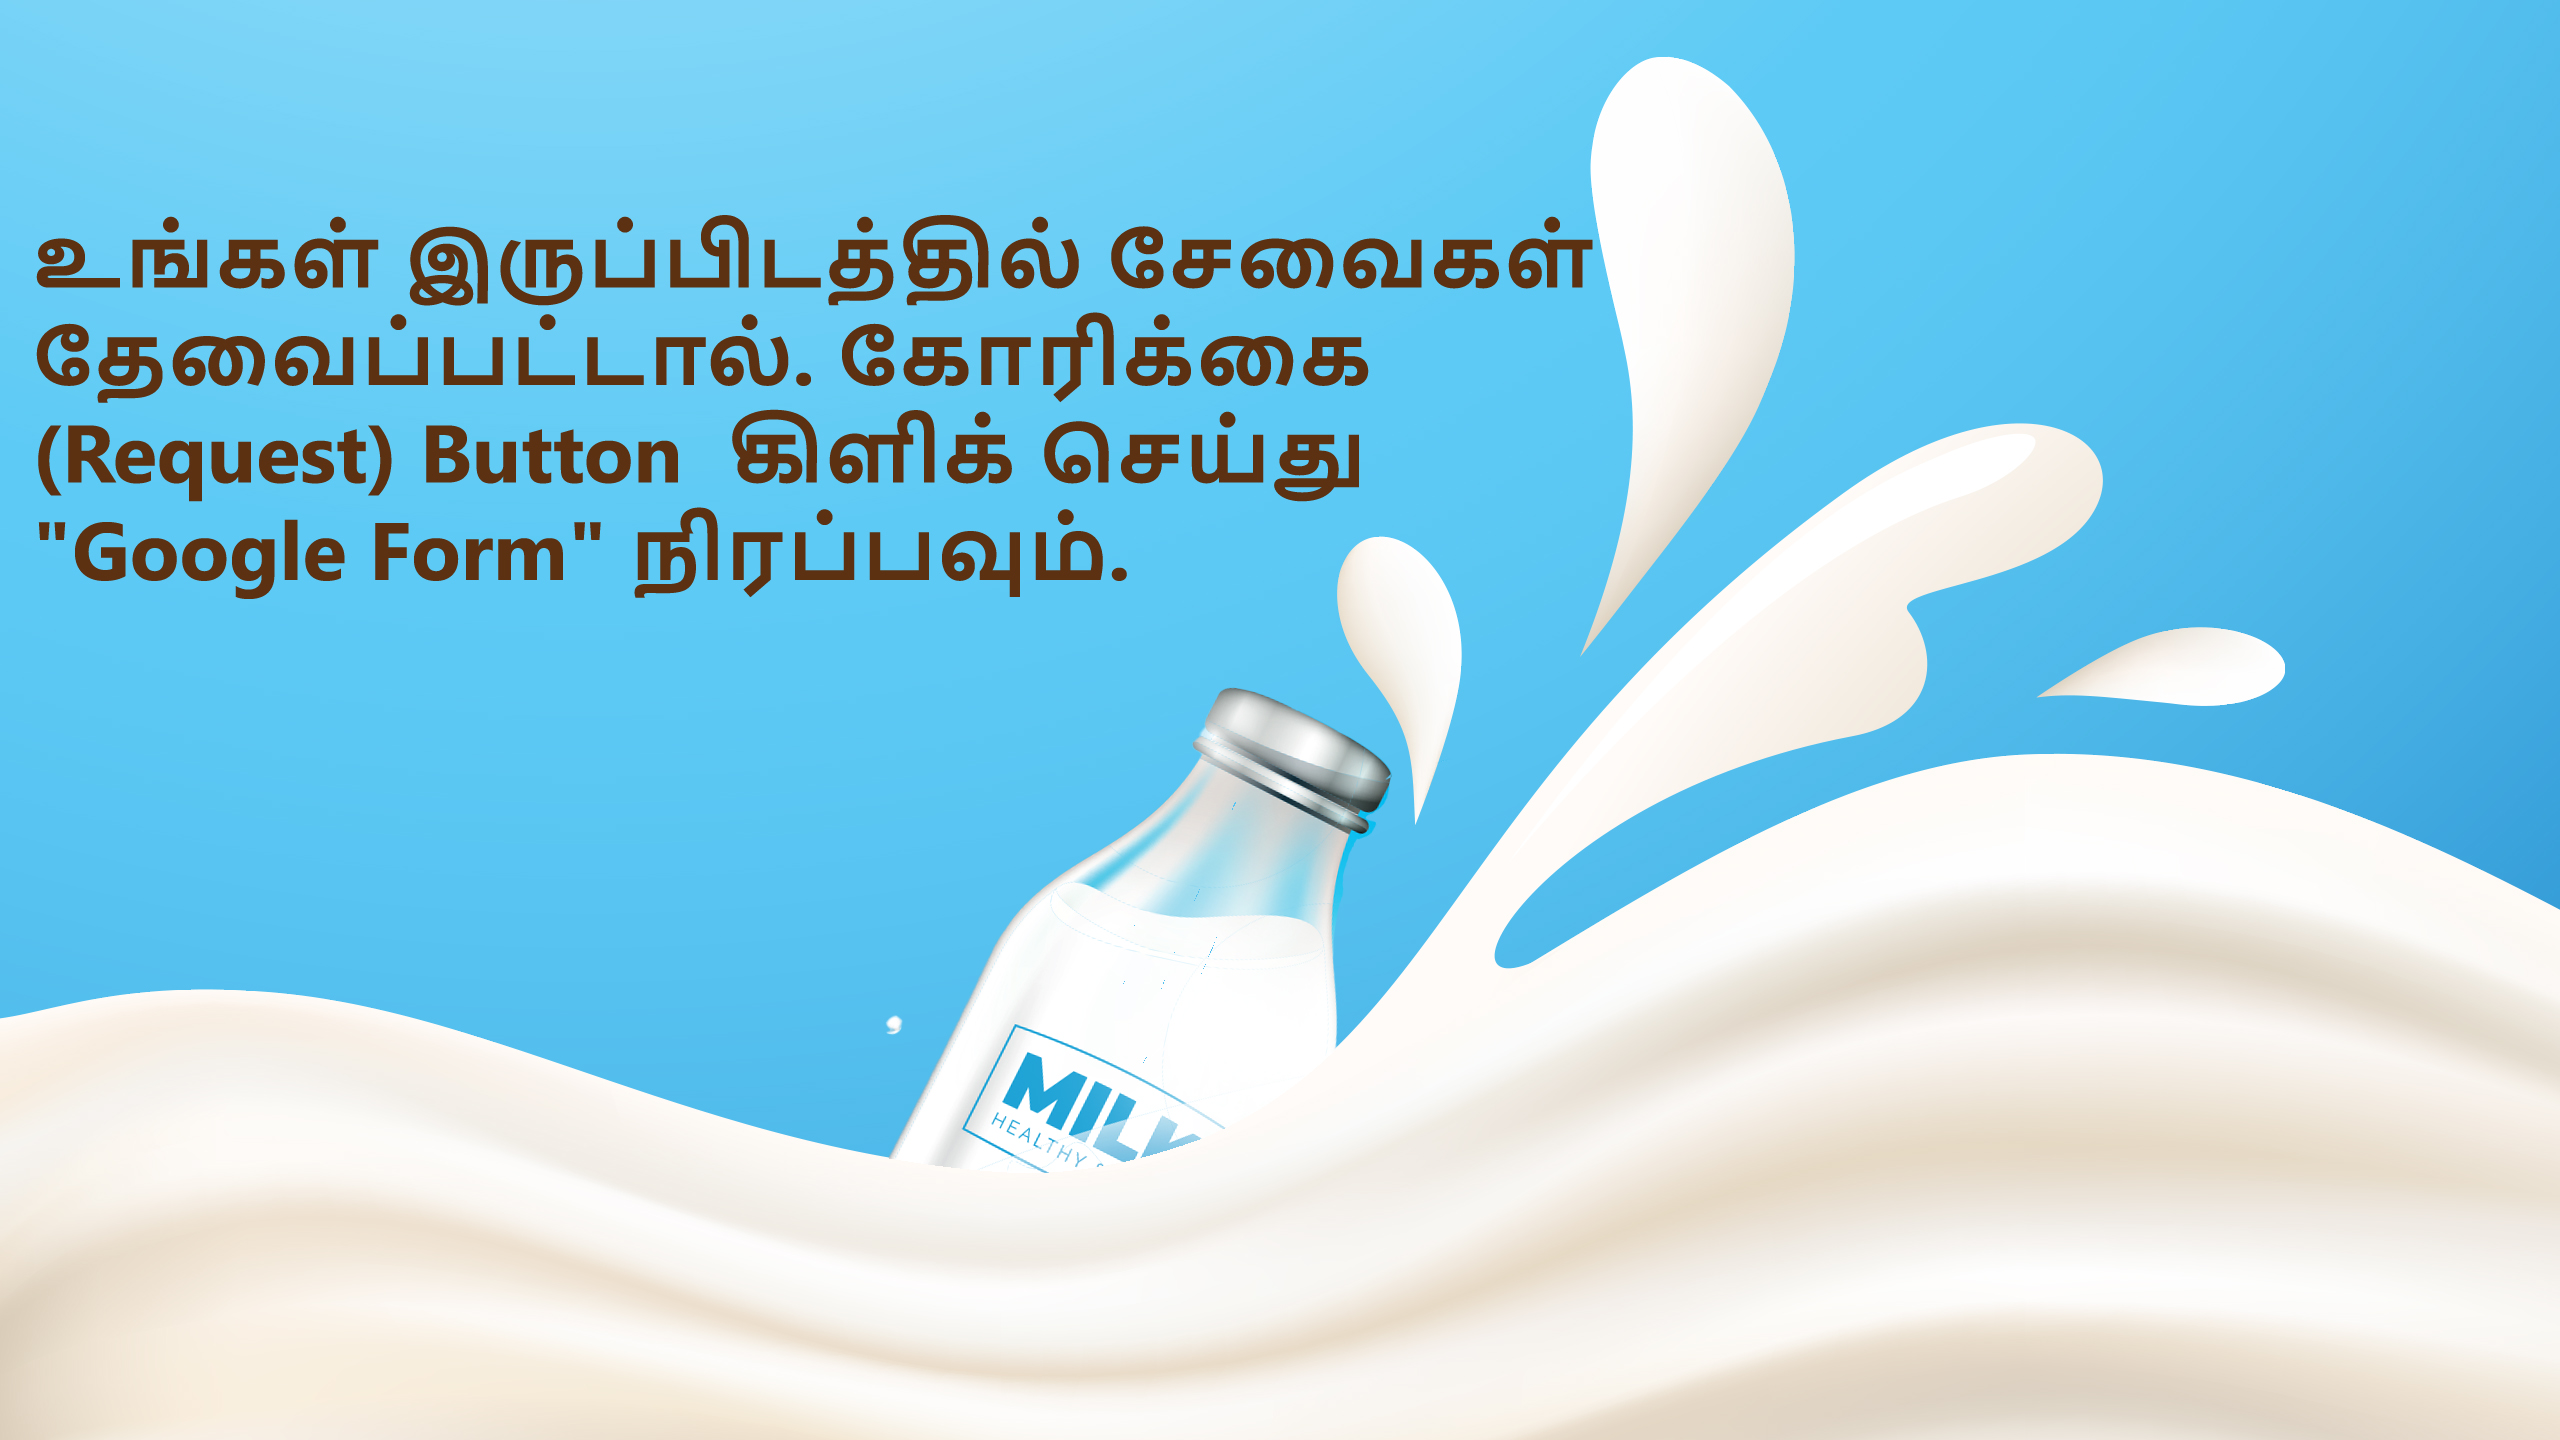 உங்கள் இருப்பிடத்தில் சேவைகள்
தேவைப்பட்டால். கோரிக்கை
(Request) Button  கிளிக் செய்து
"Google Form" நிரப்பவும்.
MILK
HEALTHY